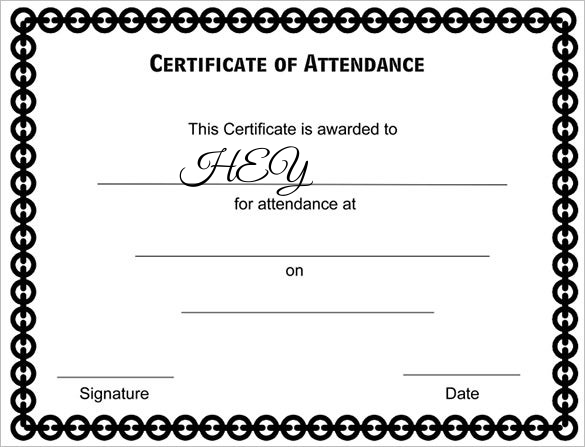 CERTIFICATE OF ATTENDANCE
This Certificate is awarded to
HEY
for attendance at
on
Signature Date